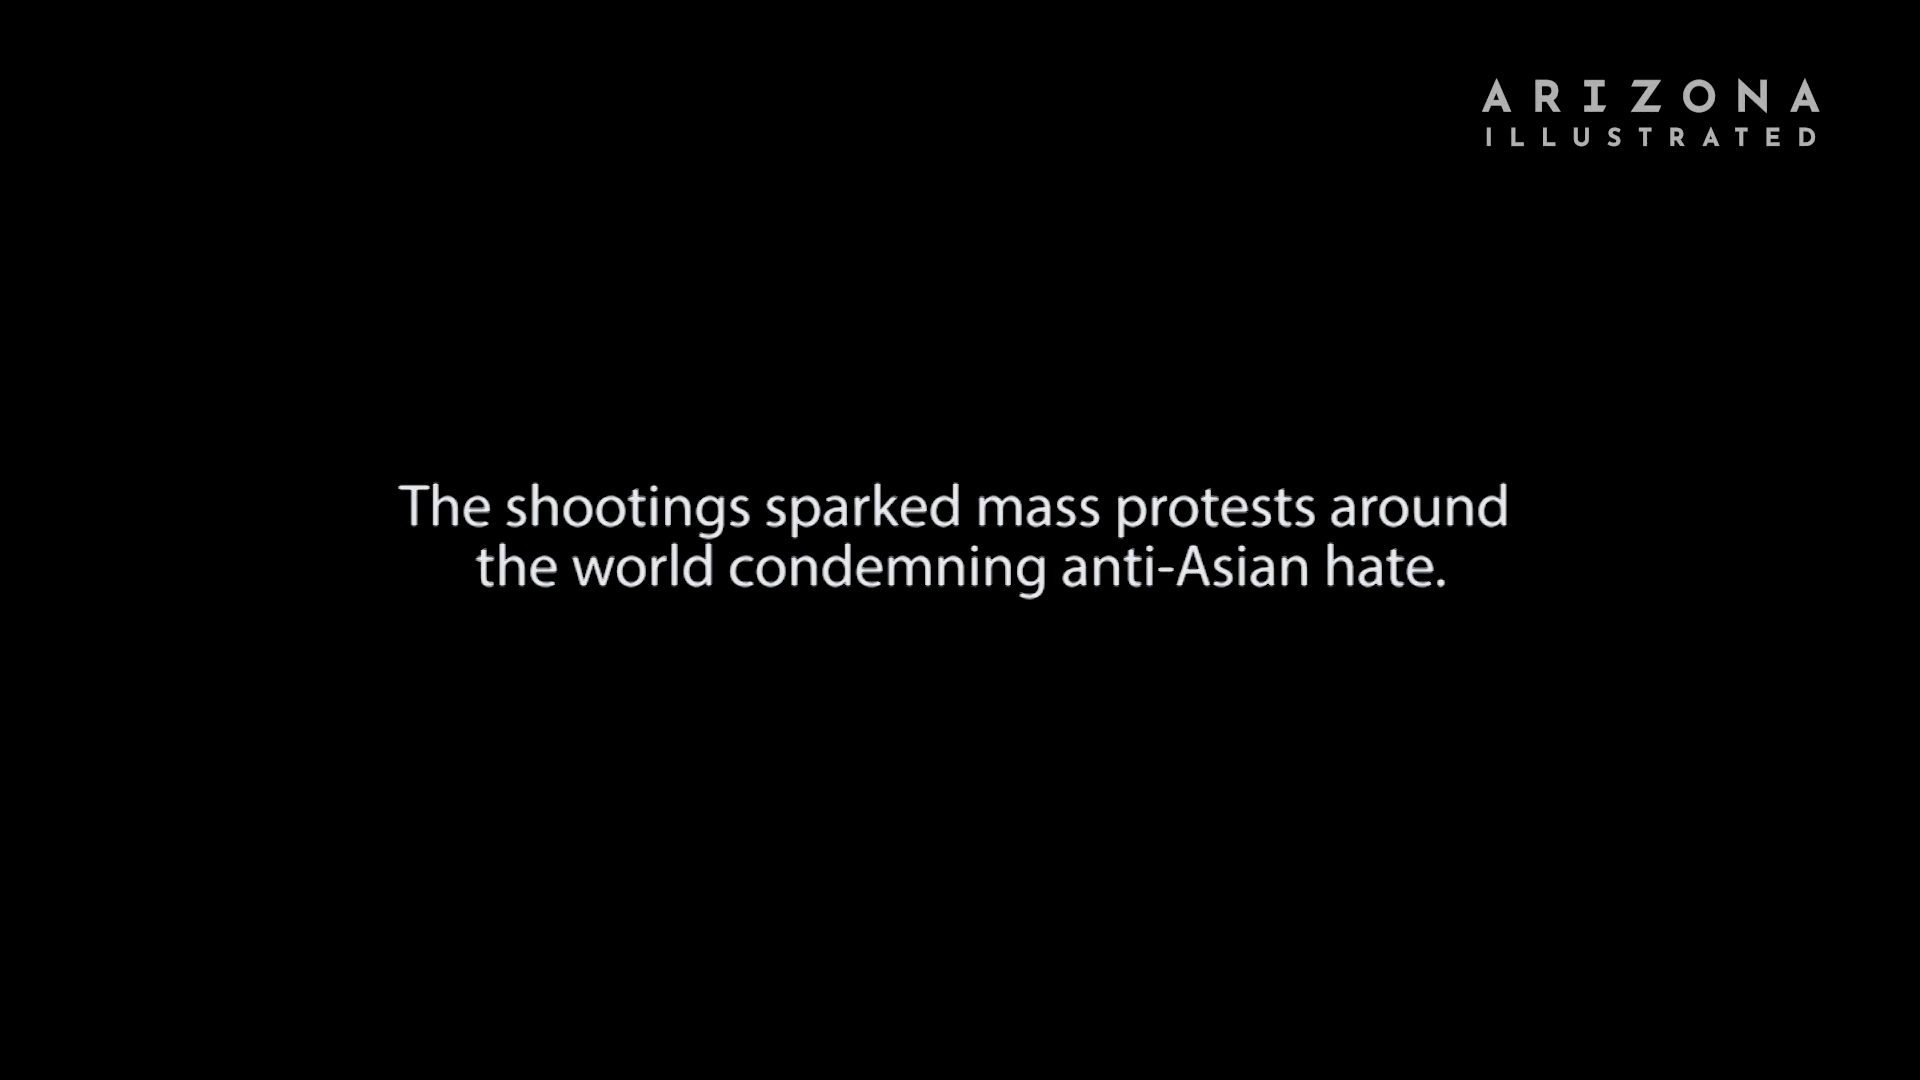 ARIZONA
ILLUSTRATED
The shootings sparked mass protests around
the world condemning anti-Asian hate.